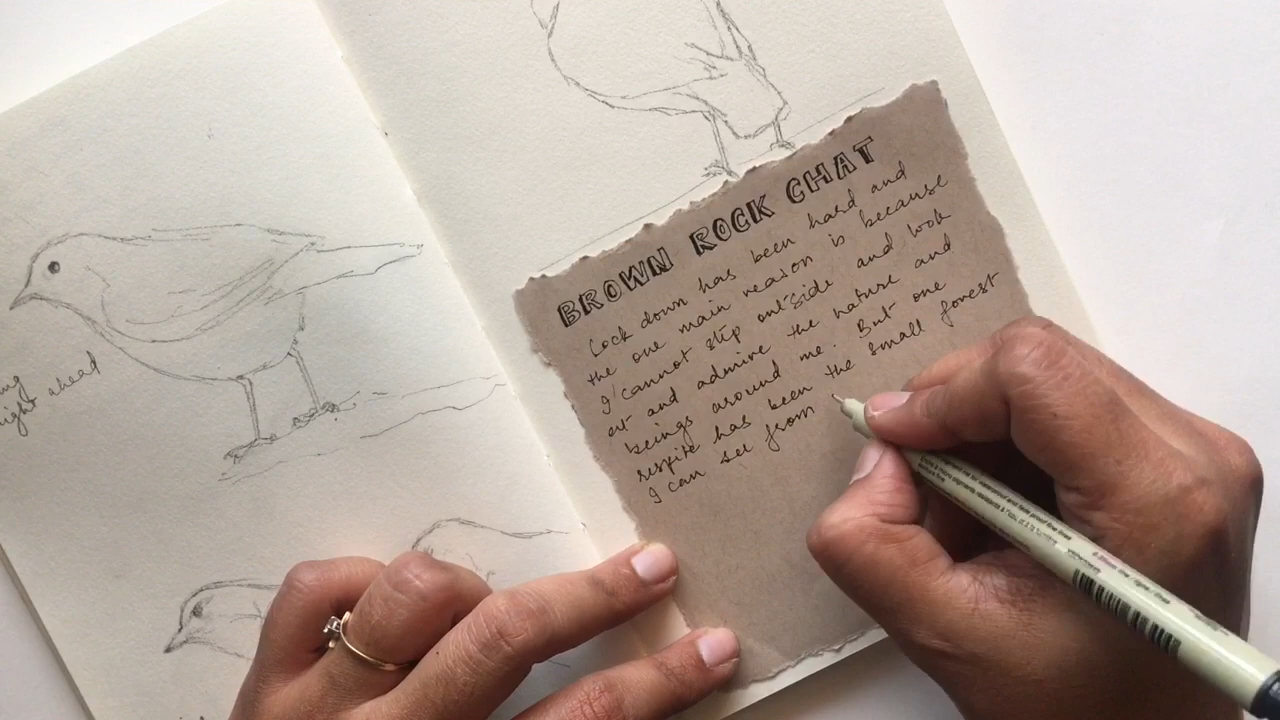 ing
ight ahead
BROWN ROCK CHAT
Lock down has been hard and
the one main reason is because
I cannot step outside and look
out and admire the nature and
beings around me. But one
respite has been the small forest
I can see from